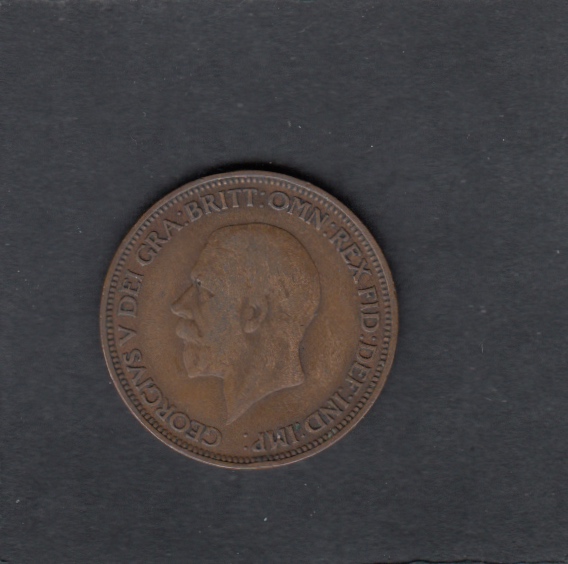 GEORGIVS V DEI GRA: BRITT: OMN: REX FID: DEF: IND: IMP: